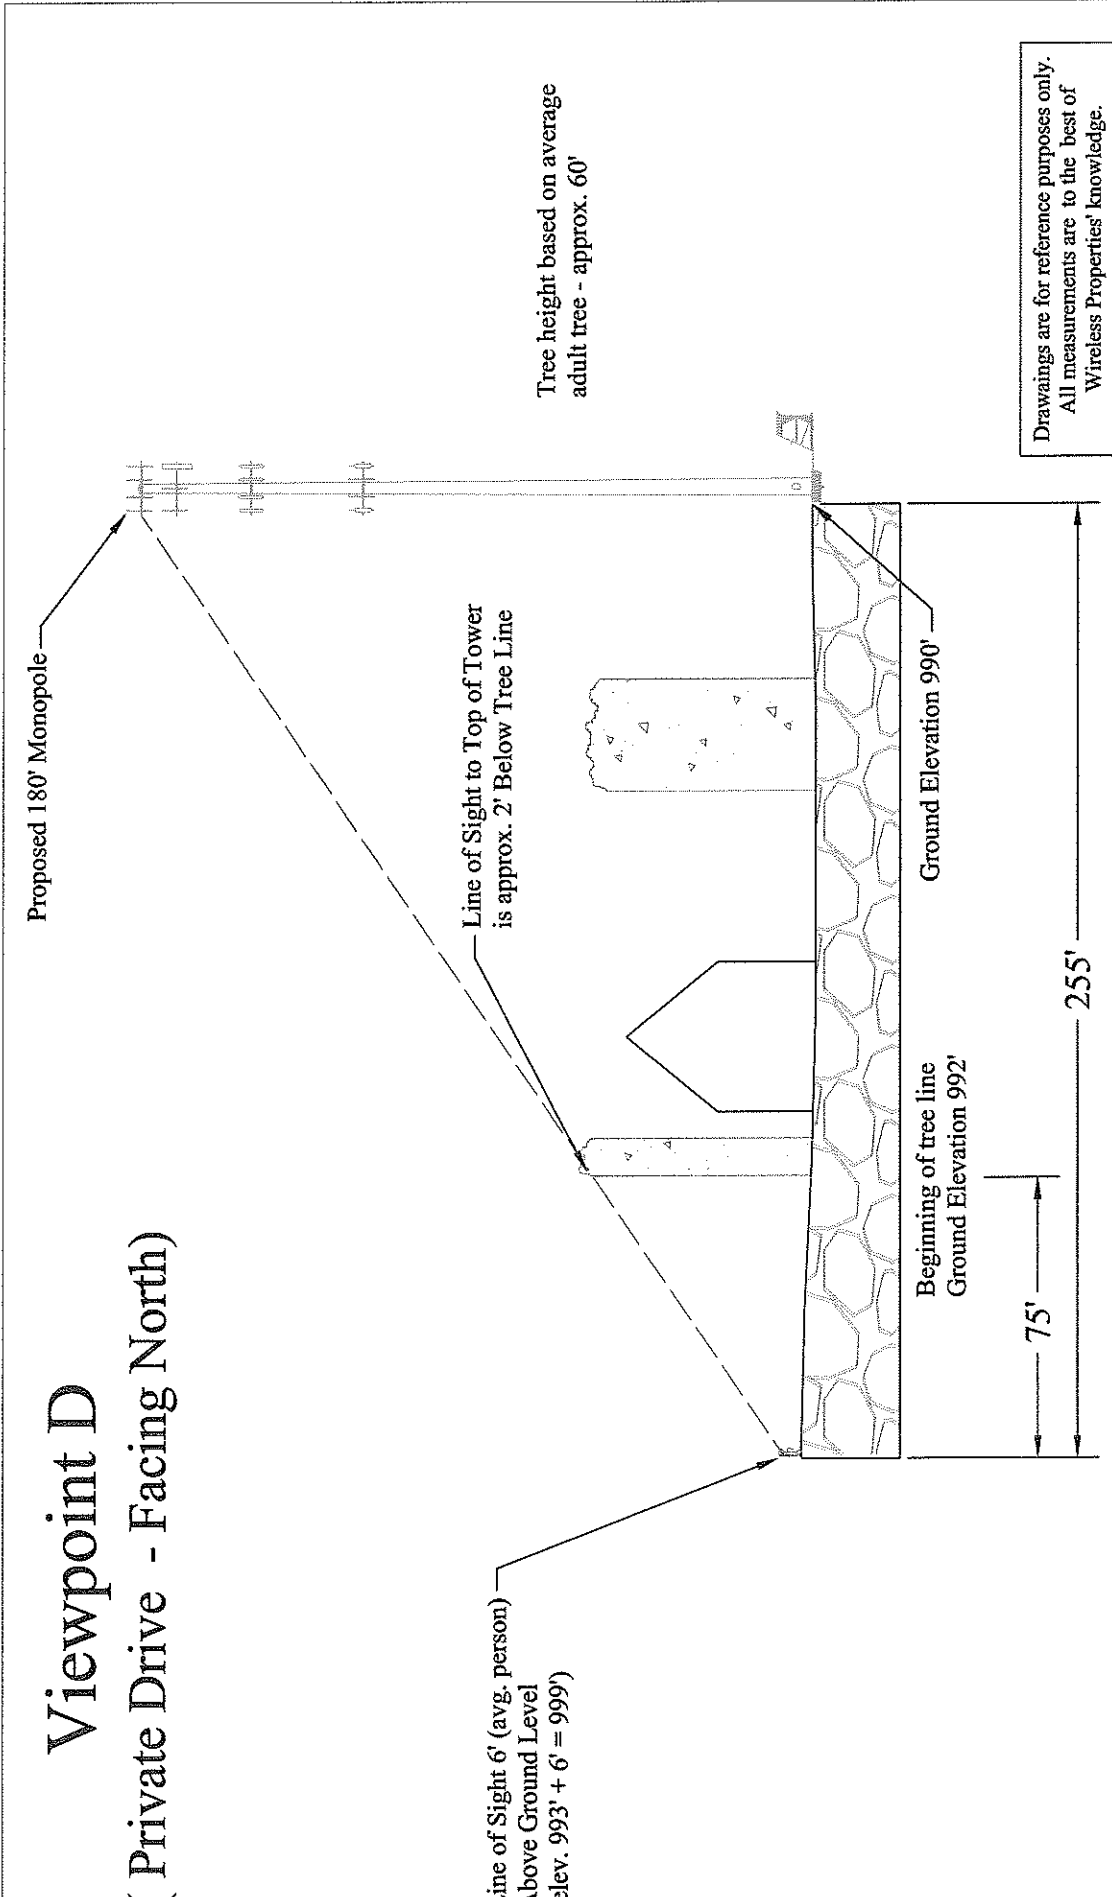 Viewpoint D
( Private Drive - Facing North)
Proposed 180' Monopole
Tree height based on average
adult tree - approx. 60'
Line of Sight to Top of Tower
is approx. 2' Below Tree Line
ine of Sight 6' (avg. person)
Above Ground Level
elev. 993' + 6' = 999')
Beginning of tree line
Ground Elevation 992'
Ground Elevation 990'
75'
255'
Drawaings are for reference purposes only.
All measurements are to the best of
Wireless Properties' knowledge.